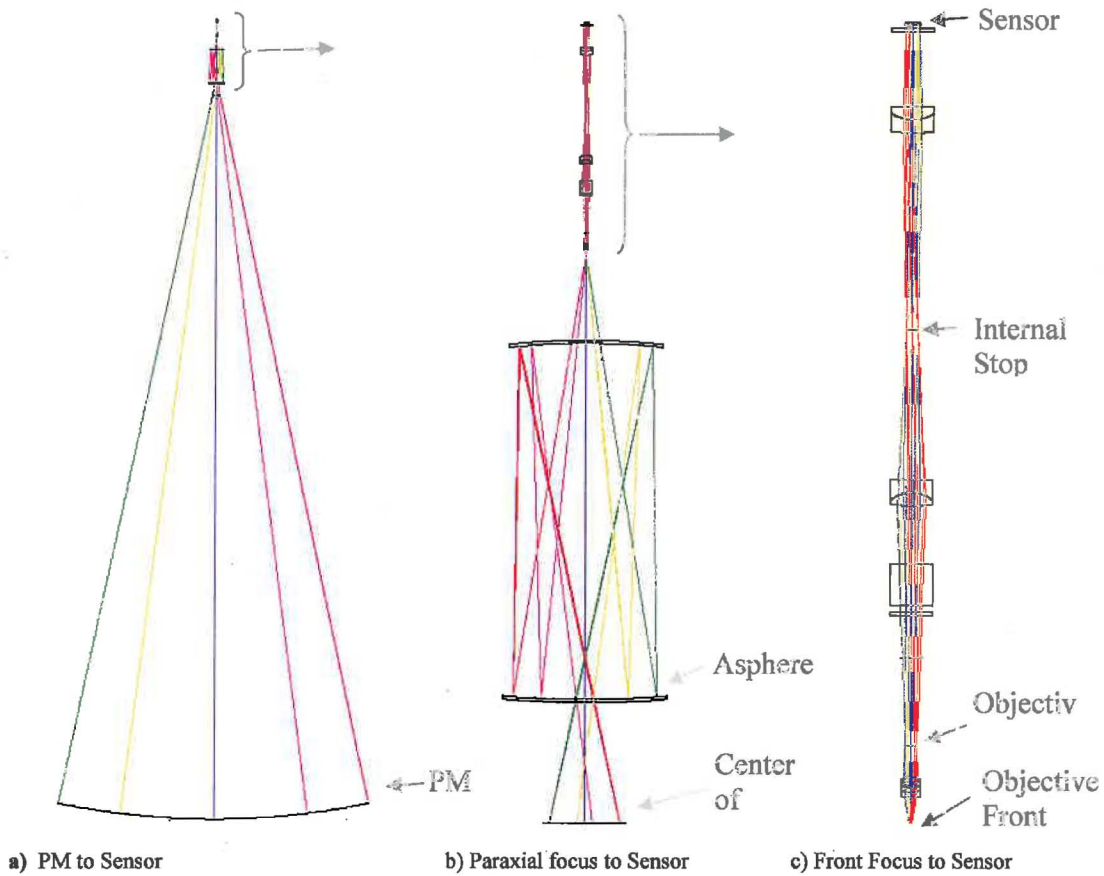 Sensor
Internal
Stop
Asphere
Objectiv
PM
Center
of
Objective
Front
a) PM to Sensor
b) Paraxial focus to Sensor
c) Front Focus to Sensor